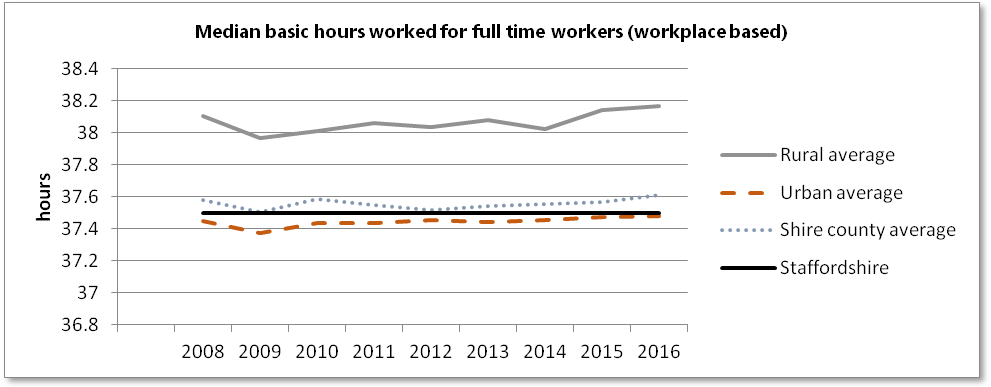 Median basic hours worked for full time workers (workplace based)
38.4
38.2
38
37.8
37.6
37.4
37.2
37
36.8
hours
2008 2009 2010 2011 2012 2013 2014 2015 2016
Rural average
Urban average
Shire county average
Staffordshire